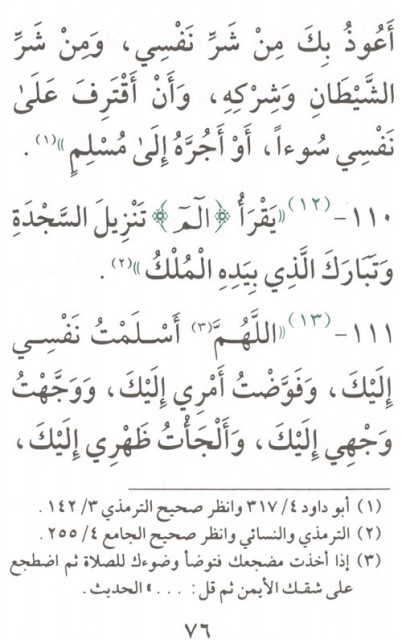 أَعُوذُ بِكَ مِنْ شَرِّ نَفْسِي، وَمِنْ شَرِّ
الشَّيْطَانِ وَشِرْكِهِ، وَأَنْ أَقْتَرِفَ عَلَىٰ
نَفْسِي سُوءاً، أَوْ أَجُرَّهُ إِلَىٰ مُسْلِمٍ»(١).
١١٠-(١٢)«يَقْرَأُ ﴿الٓمٓ﴾ تَنْزِيلَ السَّجْدَةِ
وَتَبَارَكَ الَّذِي بِيَدِهِ الْمُلْكُ»(٢).
١١١-(١٣)«اللَّهُمَّ(٣) أَسْلَمْتُ نَفْسِي
إِلَيْكَ، وَفَوَّضْتُ أَمْرِي إِلَيْكَ، وَوَجَّهْتُ
وَجْهِي إِلَيْكَ، وَأَلْجَأْتُ ظَهْرِي إِلَيْكَ،
(١) أبو داود ٤/ ٣١٧ وانظر صحيح الترمذي ٣/ ١٤٢.
(٢) الترمذي والنسائي وانظر صحيح الجامع ٤/ ٢٥٥.
(٣) إذا أخذت مضجعك فتوضأ وضوءك للصلاة ثم اضطجع
على شقك الأيمن ثم قل: . . . » الحديث.
٧٦